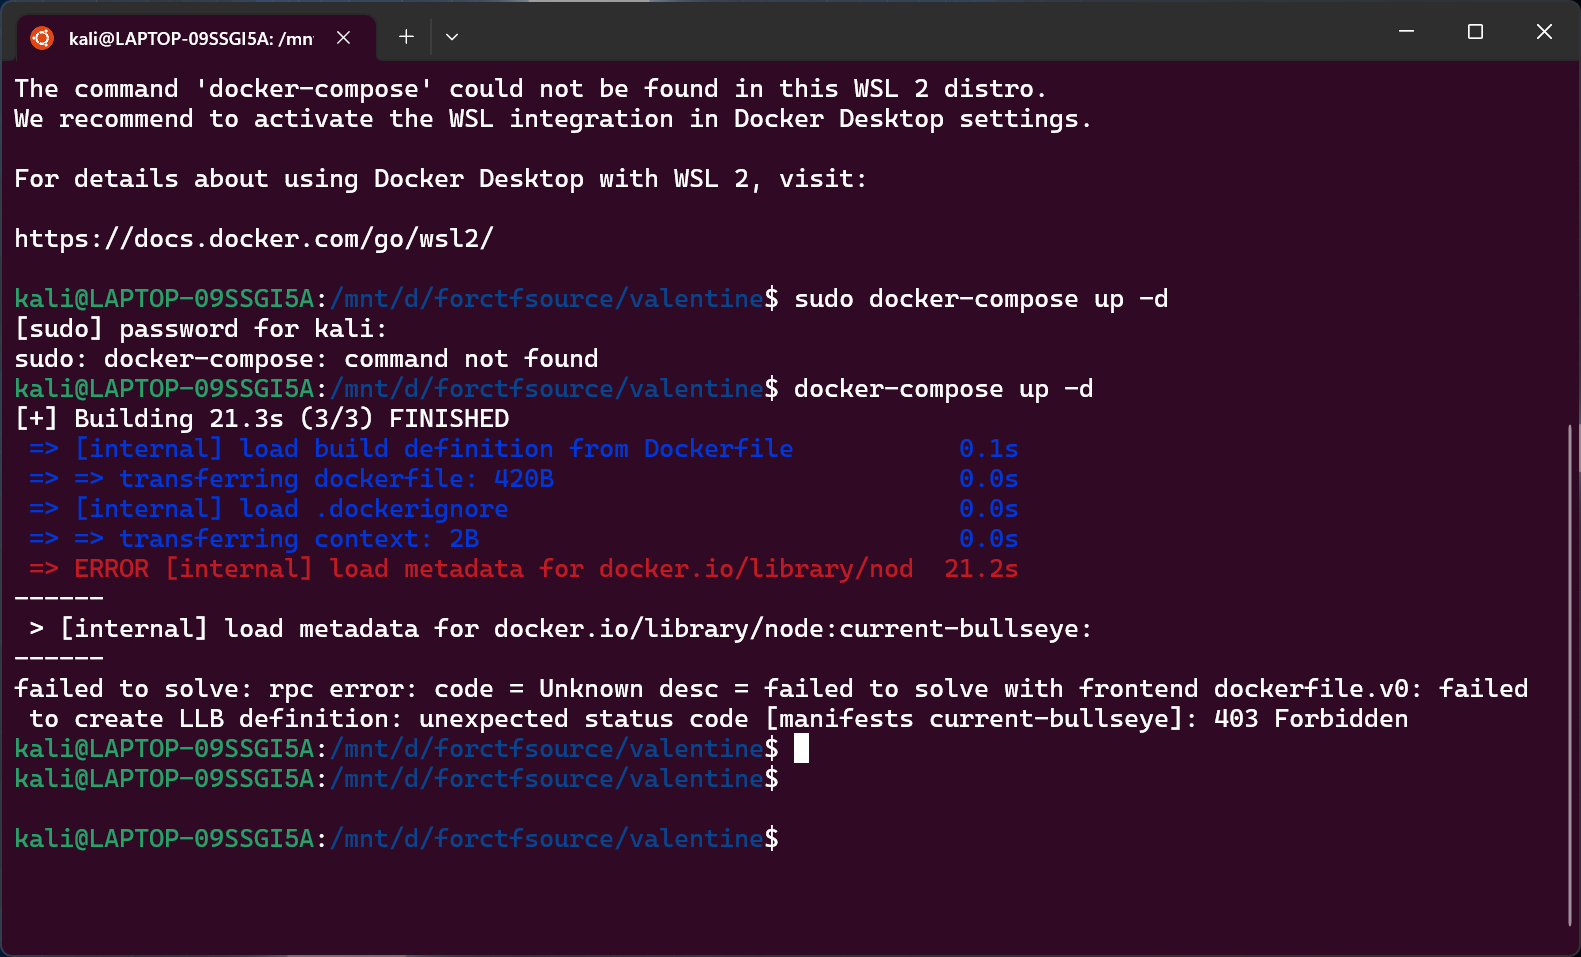 kali@LAPTOP-09SSGI5A: /mn
The command 'docker-compose' could not be found in this WSL 2 distro.
We recommend to activate the WSL integration in Docker Desktop settings.
For details about using Docker Desktop with WSL 2, visit:
https://docs.docker.com/go/wsl2/
kali@LAPTOP-09SSGI5A:/mnt/d/forctfsource/valentine$ sudo docker-compose up -d
[sudo] password for kali:
sudo: docker-compose: command not found
kali@LAPTOP-09SSGI5A:/mnt/d/forctfsource/valentine$ docker-compose up -d
[+] Building 21.3s (3/3) FINISHED
=> [internal] load build definition from Dockerfile 0.1s
=> => transferring dockerfile: 420B 0.0s
=> [internal] load .dockerignore 0.0s
=> => transferring context: 2B 0.0s
=> ERROR [internal] load metadata for docker.io/library/nod 21.2s
------
> [internal] load metadata for docker.io/library/node:current-bullseye:
------
failed to solve: rpc error: code = Unknown desc = failed to solve with frontend dockerfile.v0: failed
to create LLB definition: unexpected status code [manifests current-bullseye]: 403 Forbidden
kali@LAPTOP-09SSGI5A:/mnt/d/forctfsource/valentine$
kali@LAPTOP-09SSGI5A:/mnt/d/forctfsource/valentine$
kali@LAPTOP-09SSGI5A:/mnt/d/forctfsource/valentine$